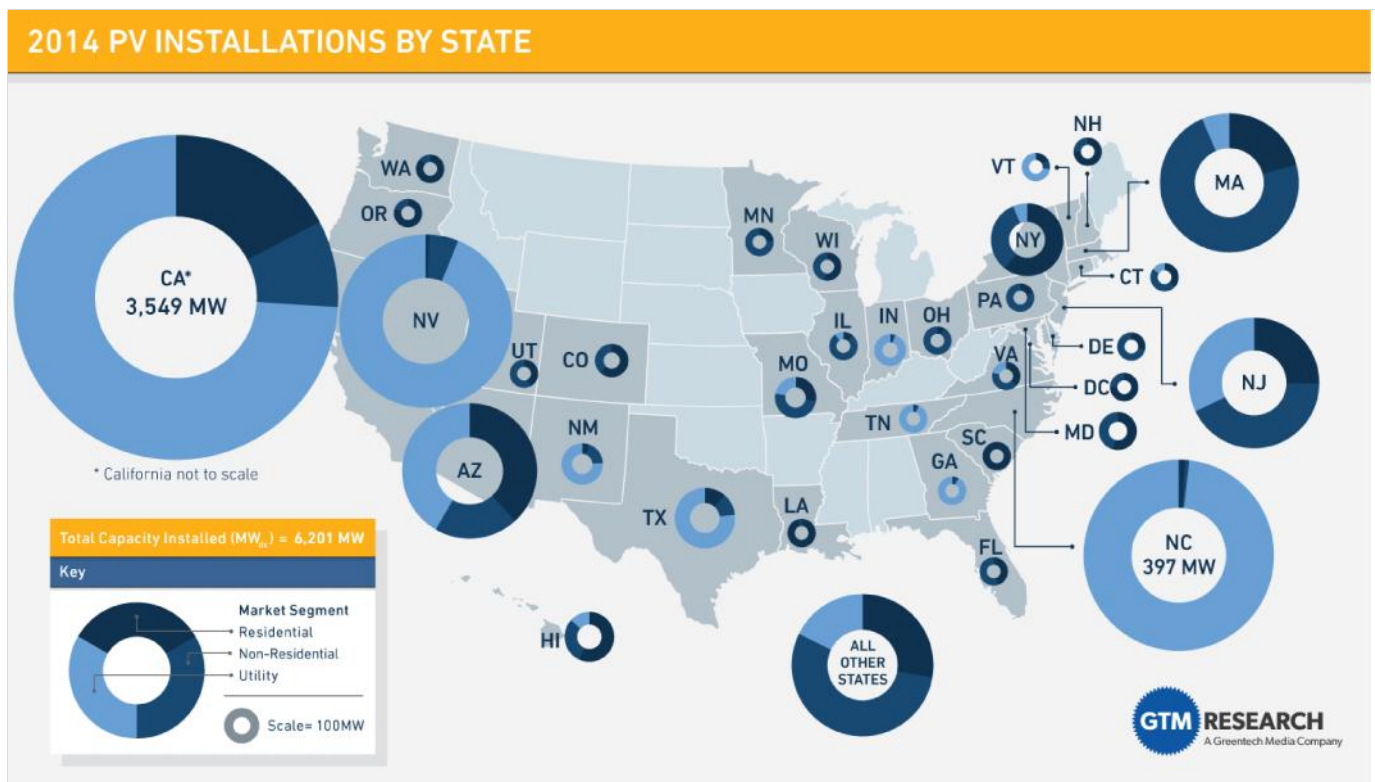 2014 PV INSTALLATIONS BY STATE
NH
VT
WA
MA
OR
MN
WI
NY
CA*
3,549 MW
CT
PA
NV
IL
IN
OH
UT
CO
VA
DE
MO
NJ
DC
TN
MD
NM
SC
* California not to scale
AZ
GA
TX
LA
NC
397 MW
FL
Total Capacity Installed (MWdc) = 6,201 MW
Key
Market Segment
Residential
Non-Residential
Utility
Scale= 100MW
HI
ALL
OTHER
STATES
GTM RESEARCH
A Greentech Media Company